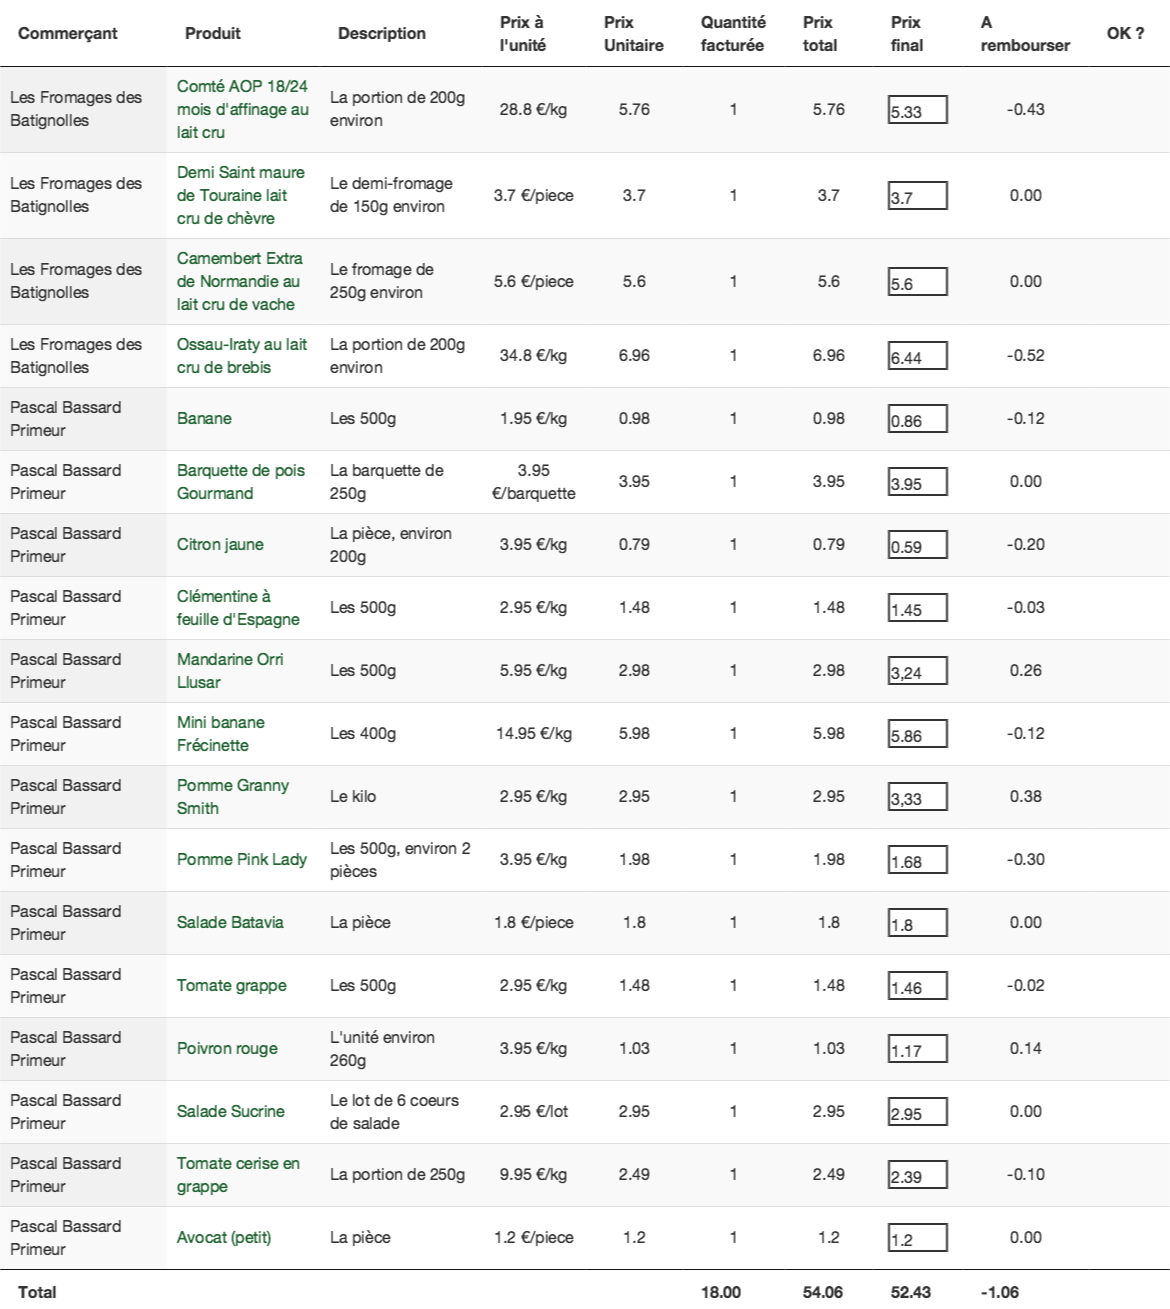 Commerçant Produit Description Prix à l'unité Prix Unitaire Quantité facturée Prix total Prix final A rembourser OK ?
Les Fromages des Batignolles Comté AOP 18/24 mois d'affinage au lait cru La portion de 200g environ 28.8 €/kg 5.76 1 5.76 5.33 -0.43
Les Fromages des Batignolles Demi Saint maure de Touraine lait cru de chèvre Le demi-fromage de 150g environ 3.7 €/piece 3.7 1 3.7 3.7 0.00
Les Fromages des Batignolles Camembert Extra de Normandie au lait cru de vache Le fromage de 250g environ 5.6 €/piece 5.6 1 5.6 5.6 0.00
Les Fromages des Batignolles Ossau-Iraty au lait cru de brebis La portion de 200g environ 34.8 €/kg 6.96 1 6.96 6.44 -0.52
Pascal Bassard Primeur Banane Les 500g 1.95 €/kg 0.98 1 0.98 0.86 -0.12
Pascal Bassard Primeur Barquette de pois Gourmand La barquette de 250g 3.95 €/barquette 3.95 1 3.95 3.95 0.00
Pascal Bassard Primeur Citron jaune La pièce, environ 200g 3.95 €/kg 0.79 1 0.79 0.59 -0.20
Pascal Bassard Primeur Clémentine à feuille d'Espagne Les 500g 2.95 €/kg 1.48 1 1.48 1.45 -0.03
Pascal Bassard Primeur Mandarine Orri Llusar Les 500g 5.95 €/kg 2.98 1 2.98 3,24 0.26
Pascal Bassard Primeur Mini banane Frécinette Les 400g 14.95 €/kg 5.98 1 5.98 5.86 -0.12
Pascal Bassard Primeur Pomme Granny Smith Le kilo 2.95 €/kg 2.95 1 2.95 3,33 0.38
Pascal Bassard Primeur Pomme Pink Lady Les 500g, environ 2 pièces 3.95 €/kg 1.98 1 1.98 1.68 -0.30
Pascal Bassard Primeur Salade Batavia La pièce 1.8 €/piece 1.8 1 1.8 1.8 0.00
Pascal Bassard Primeur Tomate grappe Les 500g 2.95 €/kg 1.48 1 1.48 1.46 -0.02
Pascal Bassard Primeur Poivron rouge L'unité environ 260g 3.95 €/kg 1.03 1 1.03 1.17 0.14
Pascal Bassard Primeur Salade Sucrine Le lot de 6 coeurs de salade 2.95 €/lot 2.95 1 2.95 2.95 0.00
Pascal Bassard Primeur Tomate cerise en grappe La portion de 250g 9.95 €/kg 2.49 1 2.49 2.39 -0.10
Pascal Bassard Primeur Avocat (petit) La pièce 1.2 €/piece 1.2 1 1.2 1.2 0.00
Total 18.00 54.06 52.43 -1.06